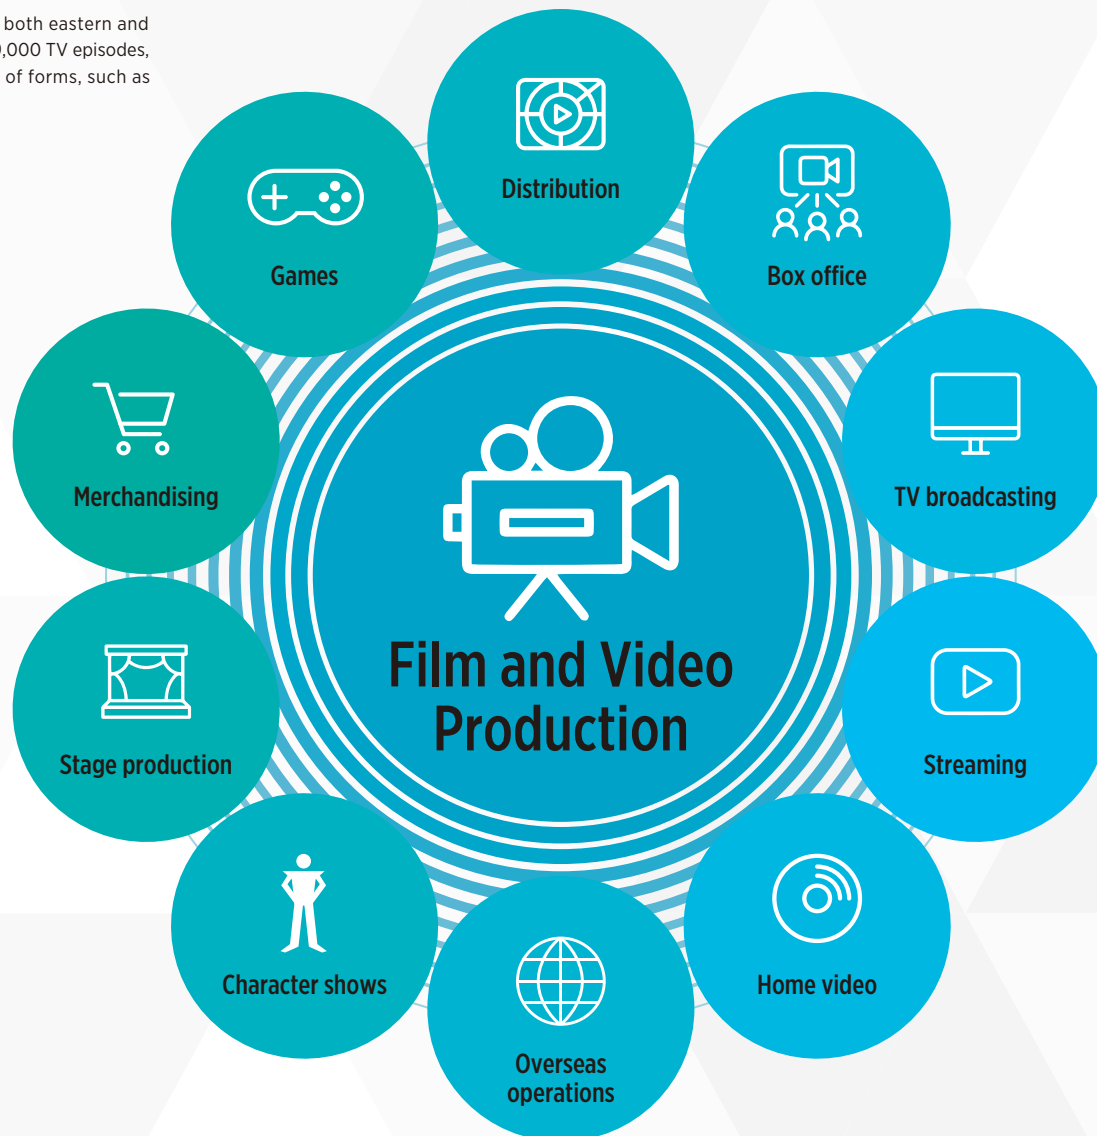 both eastern and
,000 TV episodes,
of forms, such as
Distribution
Box office
Games
TV broadcasting
Merchandising
Film and Video
Production
Streaming
Stage production
Home video
Character shows
Overseas
operations